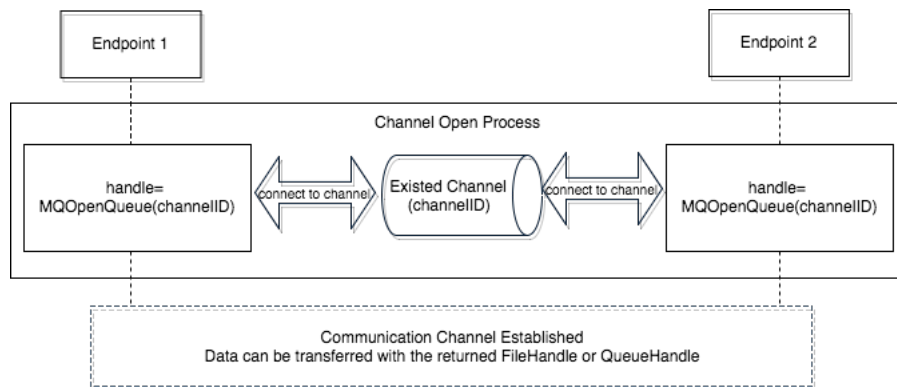 Endpoint 1
Endpoint 2
Channel Open Process
handle=
MQOpenQueue(channelID)
connect to channel
Existed Channel
(channelID)
connect to channel
handle=
MQOpenQueue(channelID)
Communication Channel Established
Data can be transferred with the returned FileHandle or QueueHandle